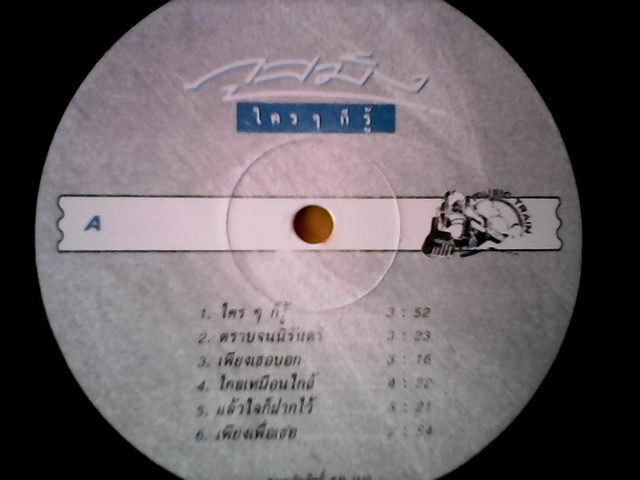 ใคร ๆ ก็รู้
MUSIC TRAIN
A
1. ใคร ๆ ก็รู้ 3 : 52
2. ตราบจนนิรันดร์ 3 : 23
3. เพียงเธอบอก 3 : 16
4. ไกลเหมือนใกล้ 4 : 22
5. แล้วใจก็ฝากไว้ 3 : 21
6. เพียงเพื่อเธอ : 54